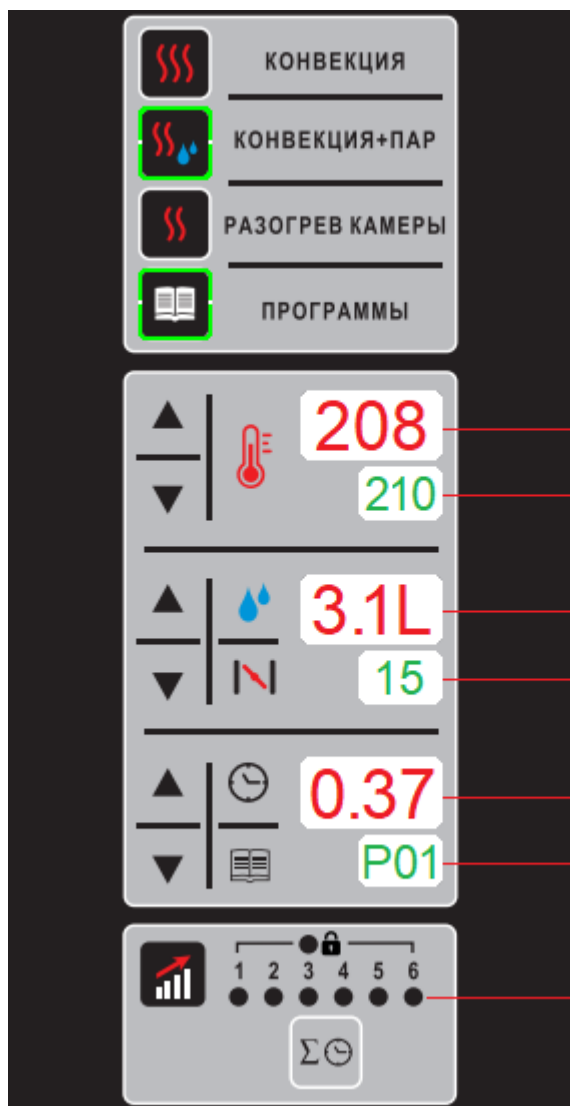 КОНВЕКЦИЯ
КОНВЕКЦИЯ+ПАР
РАЗОГРЕВ КАМЕРЫ
ПРОГРАММЫ
208
210
3.1L
15
0.37
P01
1 2 3 4 5 6
Σ